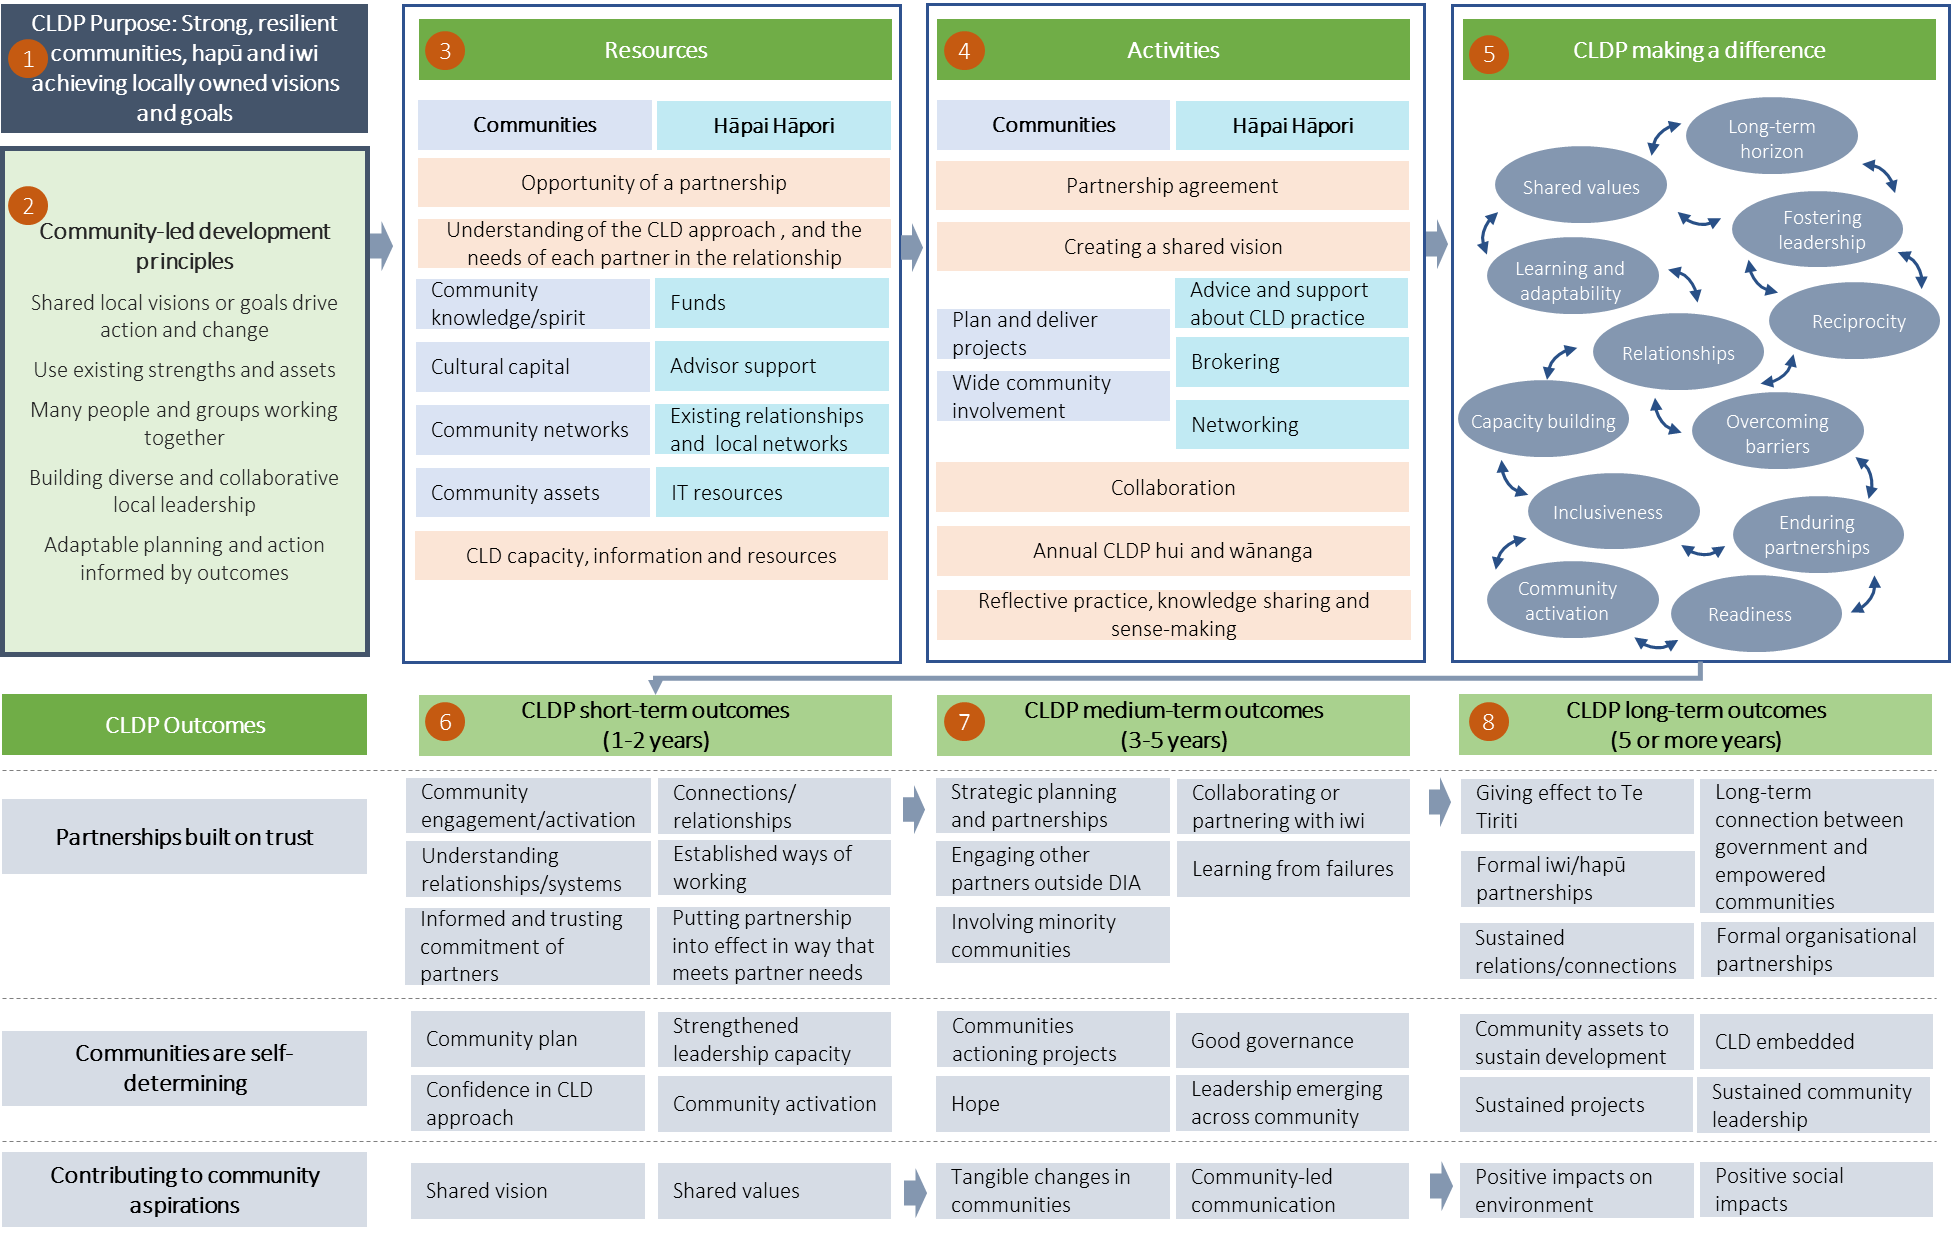 CLDP Purpose: Strong, resilient
communities, hapū and iwi
achieving locally owned visions
and goals
1
2
Community-led development
principles
Shared local visions or goals drive
action and change
Use existing strengths and assets
Many people and groups working
together
Building diverse and collaborative
local leadership
Adaptable planning and action
informed by outcomes
3
Resources
Communities
Hāpai Hāpori
Opportunity of a partnership
Understanding of the CLD approach , and the
needs of each partner in the relationship
Community
knowledge/spirit
Funds
Cultural capital
Advisor support
Community networks
Existing relationships
and local networks
Community assets
IT resources
CLD capacity, information and resources
4
Activities
Communities
Hāpai Hāpori
Partnership agreement
Creating a shared vision
Plan and deliver
projects
Wide community
involvement
Advice and support
about CLD practice
Brokering
Networking
Collaboration
Annual CLDP hui and wānanga
Reflective practice, knowledge sharing and
sense-making
5
CLDP making a difference
Long-term
horizon
Shared values
Fostering
leadership
Learning and
adaptability
Reciprocity
Relationships
Capacity building
Overcoming
barriers
Inclusiveness
Enduring
partnerships
Community
activation
Readiness
CLDP Outcomes
6
CLDP short-term outcomes
(1-2 years)
7
CLDP medium-term outcomes
(3-5 years)
8
CLDP long-term outcomes
(5 or more years)
Partnerships built on trust
Community
engagement/activation
Connections/
relationships
Understanding
relationships/systems
Established ways of
working
Informed and trusting
commitment of
partners
Putting partnership
into effect in way that
meets partner needs
Strategic planning
and partnerships
Collaborating or
partnering with iwi
Engaging other
partners outside DIA
Learning from failures
Involving minority
communities
Giving effect to Te
Tiriti
Long-term
connection between
government and
empowered
communities
Formal iwi/hapū
partnerships
Sustained
relations/connections
Formal organisational
partnerships
Communities are self-
determining
Community plan
Strengthened
leadership capacity
Confidence in CLD
approach
Community activation
Communities
actioning projects
Good governance
Hope
Leadership emerging
across community
Community assets to
sustain development
CLD embedded
Sustained projects
Sustained community
leadership
Contributing to community
aspirations
Shared vision
Shared values
Tangible changes in
communities
Community-led
communication
Positive impacts on
environment
Positive social
impacts